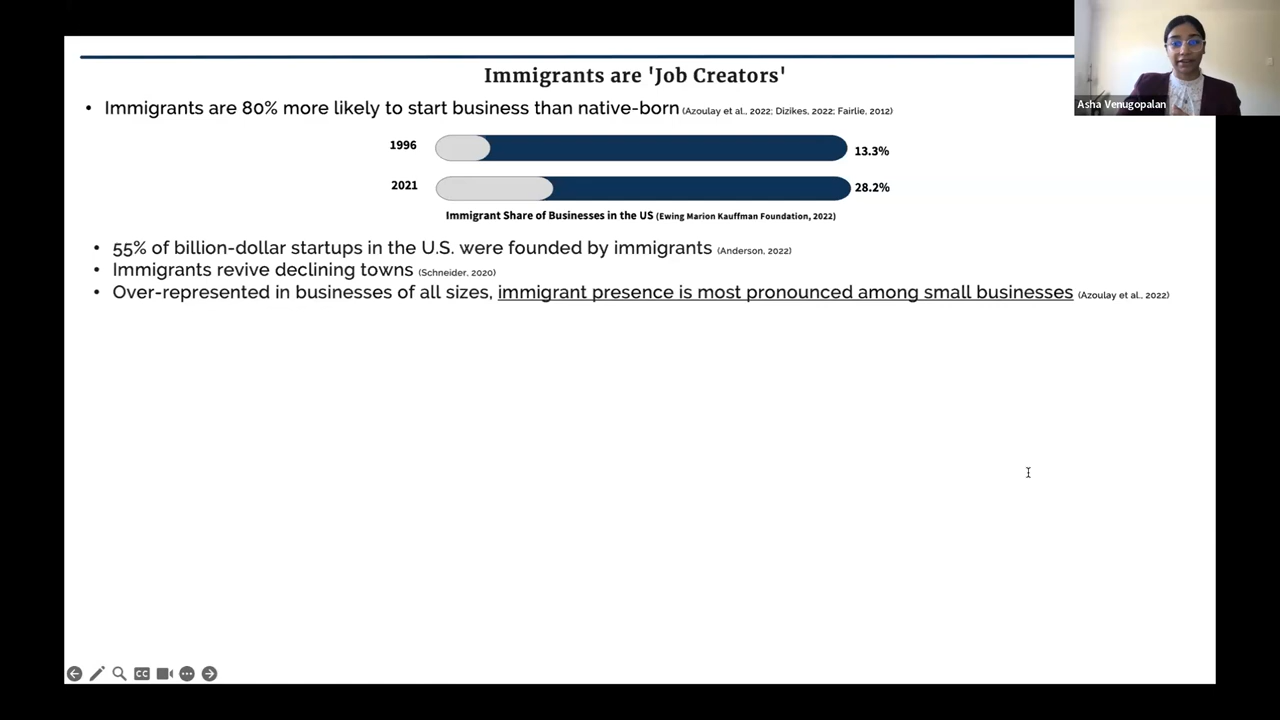 Immigrants are 'Job Creators'
Asha Venugopalan
• Immigrants are 80% more likely to start business than native-born (Azoulay et al., 2022; Dizikes, 2022; Fairlie, 2012)
1996 13.3%
2021 28.2%
Immigrant Share of Businesses in the US (Ewing Marion Kauffman Foundation, 2022)
• 55% of billion-dollar startups in the U.S. were founded by immigrants (Anderson, 2022)
• Immigrants revive declining towns (Schneider, 2020)
• Over-represented in businesses of all sizes, immigrant presence is most pronounced among small businesses (Azoulay et al., 2022)
CC